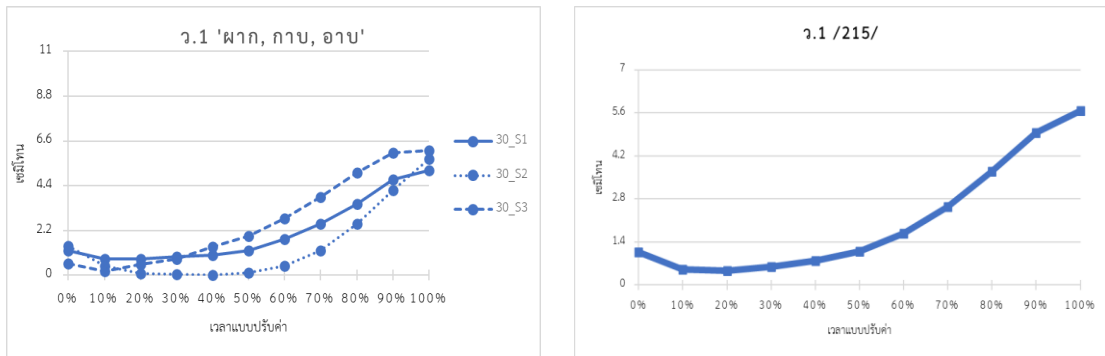 ว.1 'ผาก, กาบ, อาบ'
11
8.8
6.6
4.4
2.2
0
เซมิโทน
0% 10% 20% 30% 40% 50% 60% 70% 80% 90% 100%
เวลาแบบปรับค่า
30_S1
30_S2
30_S3
ว.1 /215/
7
5.6
4.2
2.8
1.4
0
เซมิโทน
0% 10% 20% 30% 40% 50% 60% 70% 80% 90% 100%
เวลาแบบปรับค่า